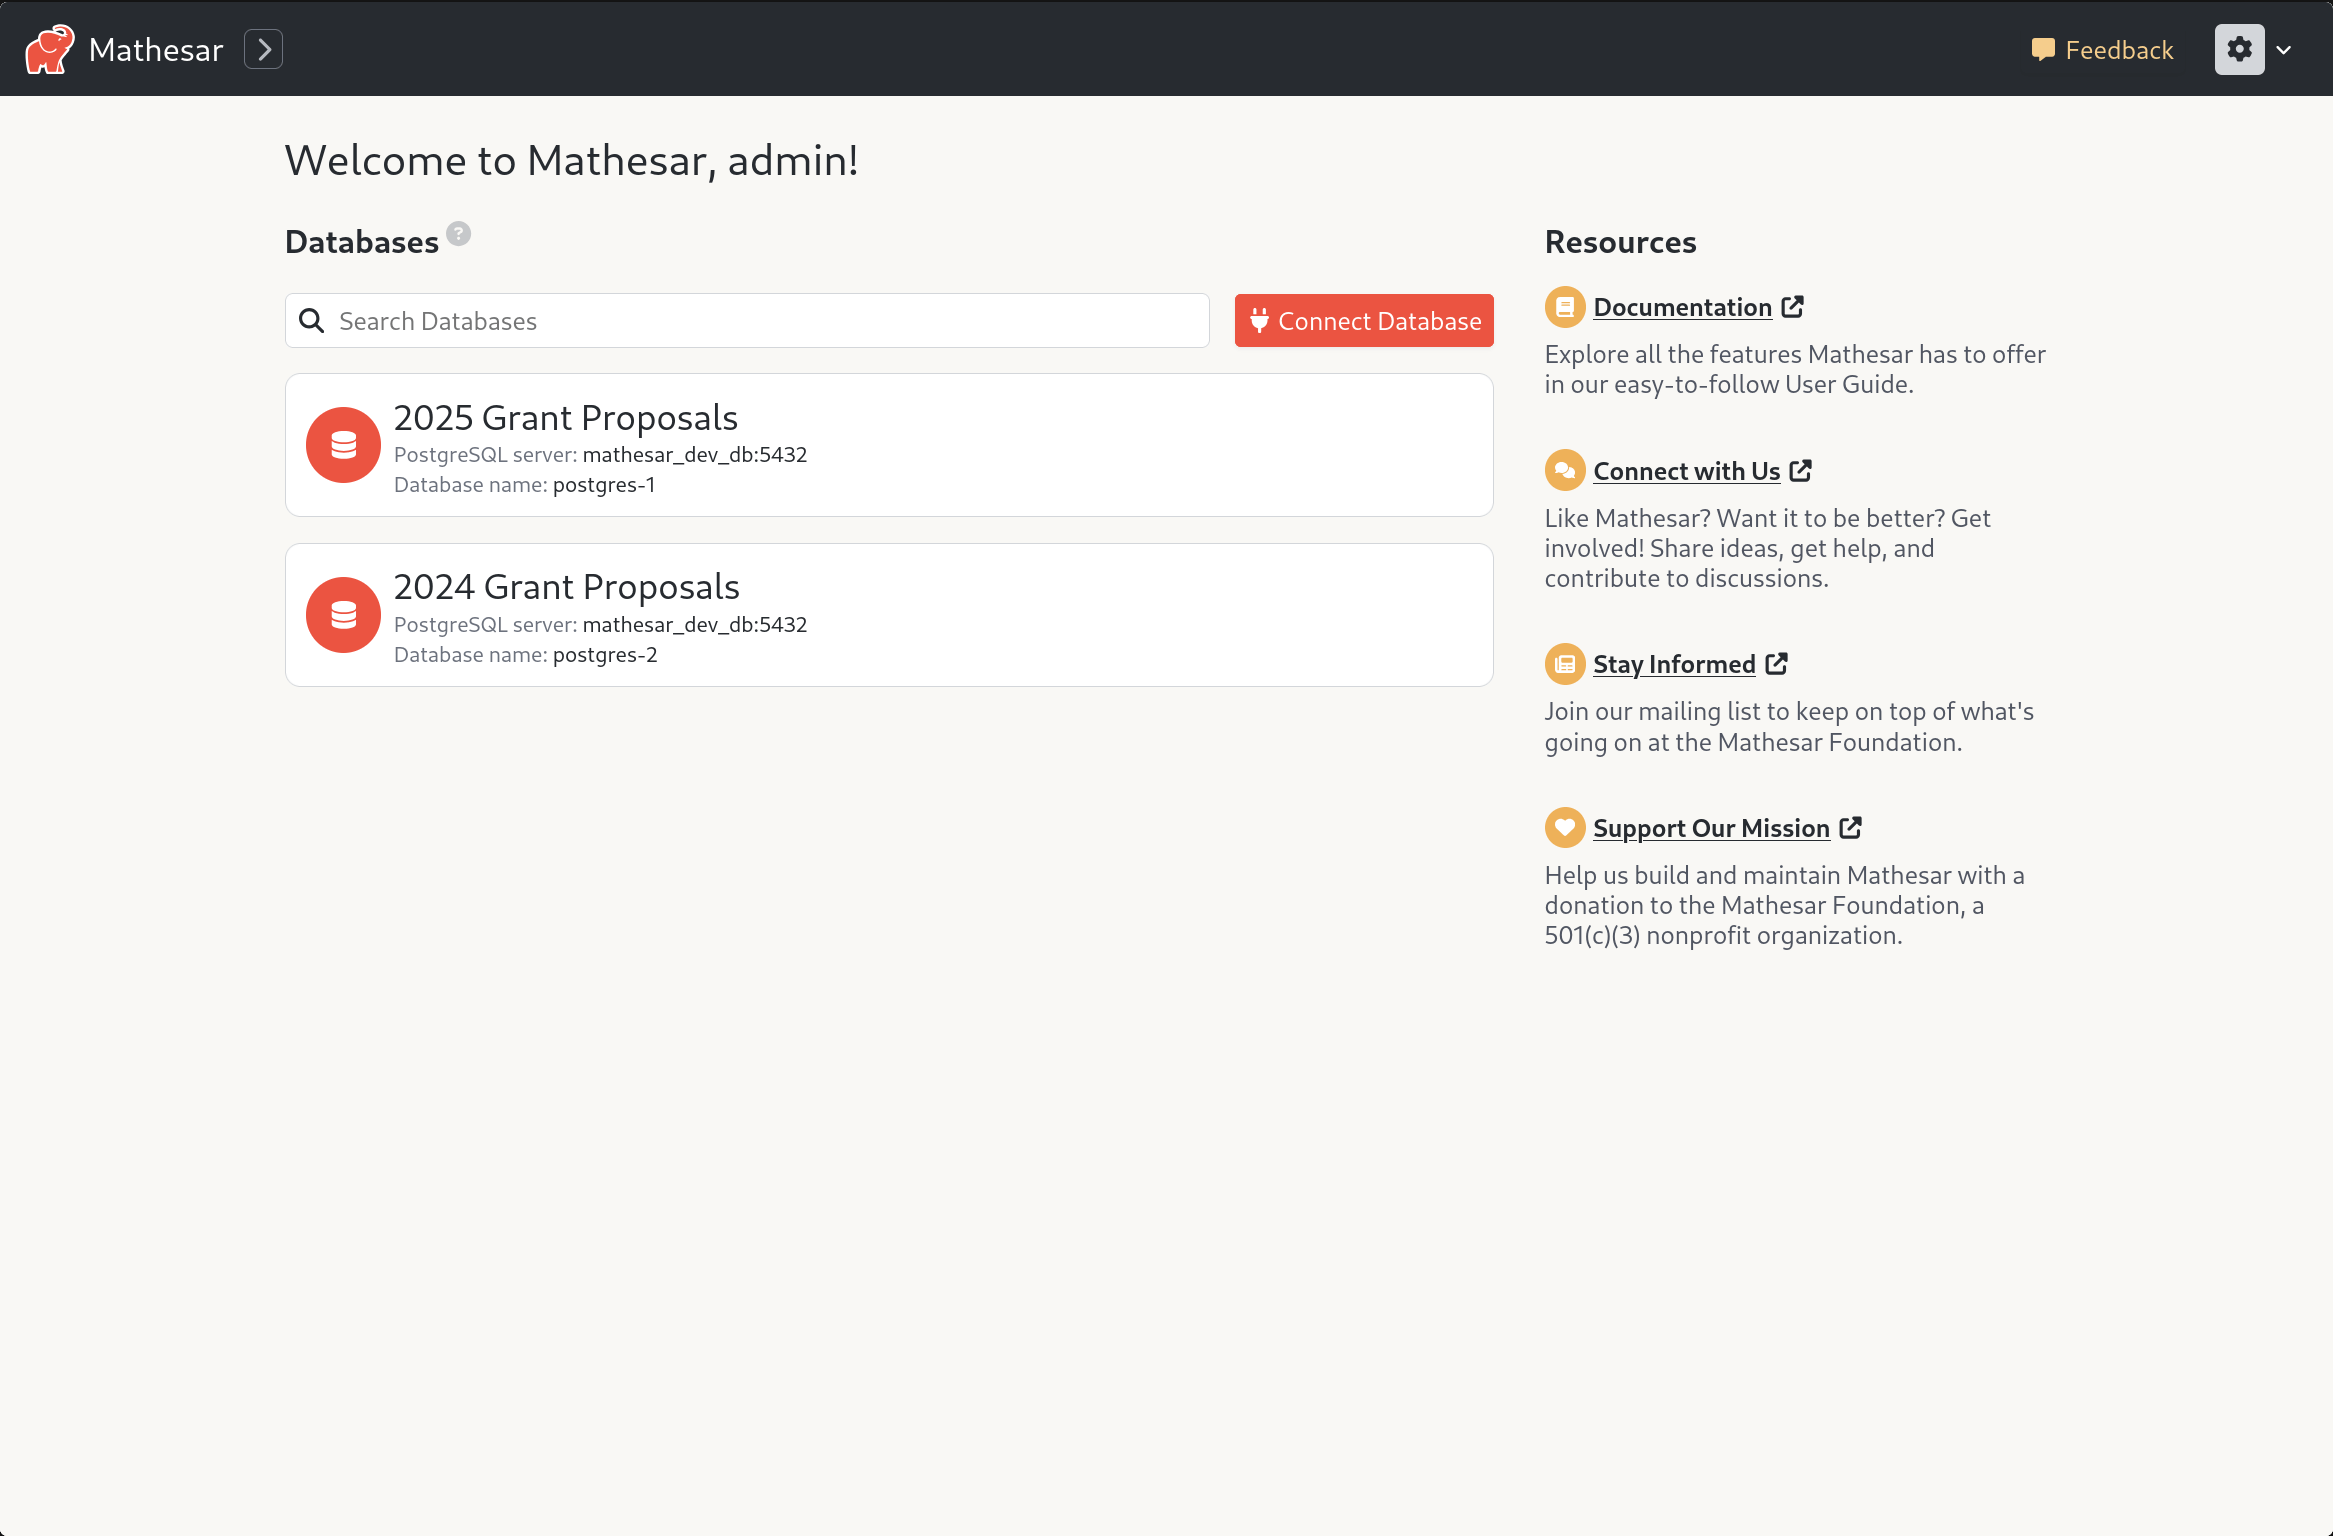 Mathesar
Feedback
Welcome to Mathesar, admin!
Databases ?
Search Databases
Connect Database
2025 Grant Proposals
PostgreSQL server: mathesar_dev_db:5432
Database name: postgres-1
2024 Grant Proposals
PostgreSQL server: mathesar_dev_db:5432
Database name: postgres-2
Resources
Documentation
Explore all the features Mathesar has to offer
in our easy-to-follow User Guide.
Connect with Us
Like Mathesar? Want it to be better? Get
involved! Share ideas, get help, and
contribute to discussions.
Stay Informed
Join our mailing list to keep on top of what's
going on at the Mathesar Foundation.
Support Our Mission
Help us build and maintain Mathesar with a
donation to the Mathesar Foundation, a
501(c)(3) nonprofit organization.